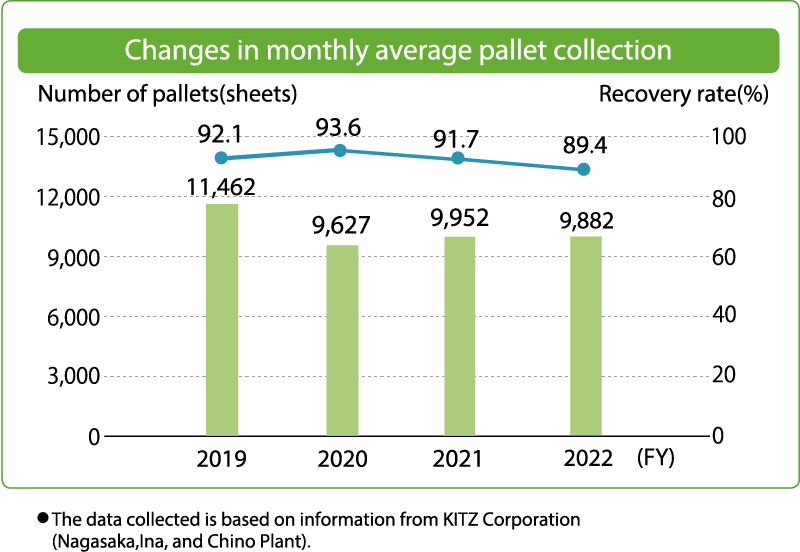 Changes in monthly average pallet collection
Number of pallets(sheets) Recovery rate(%)
15,000 92.1 93.6 91.7 89.4 100
11,462
12,000 9,627 9,952 9,882 80
9,000 60
6,000 40
3,000 20
0 0
2019 2020 2021 2022 (FY)
●The data collected is based on information from KITZ Corporation
(Nagasaka,Ina, and Chino Plant).